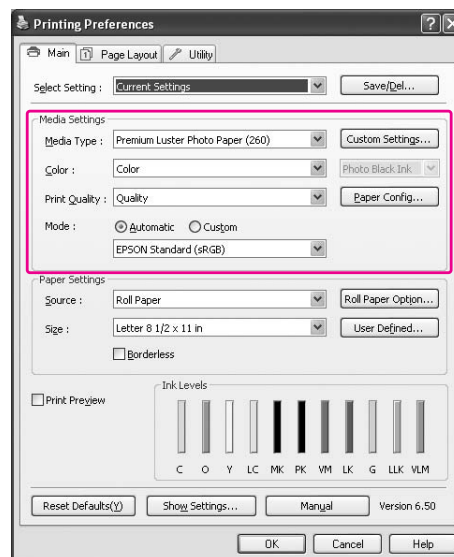 Printing Preferences
Main Page Layout Utility
Select Setting : Current Settings Save/Del...
Media Settings
Media Type : Premium Luster Photo Paper (260) Custom Settings...
Color : Color Photo Black Ink
Print Quality : Quality Paper Config...
Mode : Automatic Custom
EPSON Standard (sRGB)
Paper Settings
Source : Roll Paper Roll Paper Option...
Size : Letter 8 1/2 x 11 in User Defined...
Borderless
Print Preview
Ink Levels
C O Y LC MK PK VM LK G LLK VLM
Reset Defaults(Y) Show Settings... Manual Version 6.50
OK Cancel Help